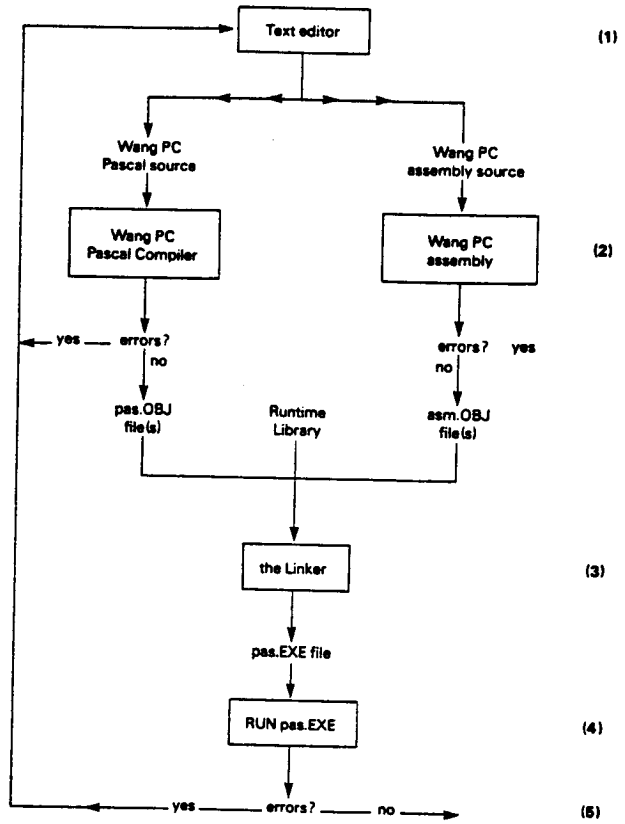 Text editor
(1)
Wang PC
Pascal source
Wang PC
assembly source
Wang PC
Pascal Compiler
Wang PC
assembly
(2)
yes
errors?
no
errors?
yes
no
pas.OBJ
file(s)
Runtime
Library
asm.OBJ
file(s)
the Linker
(3)
pas.EXE file
RUN pas.EXE
(4)
yes
errors?
no
(5)